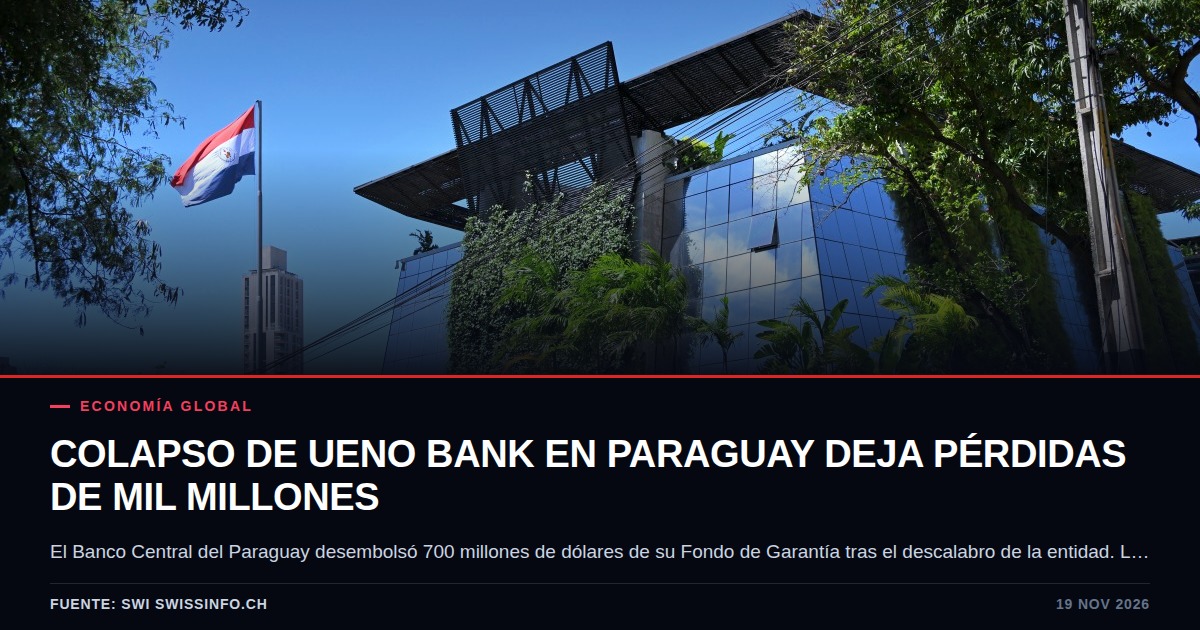 ECONOMÍA GLOBAL
COLAPSO DE UENO BANK EN PARAGUAY DEJA PÉRDIDAS
DE MIL MILLONES
El Banco Central del Paraguay desembolsó 700 millones de dólares de su Fondo de Garantía tras el descalabro de la entidad. L…
FUENTE: SWI SWISSINFO.CH
19 NOV 2026